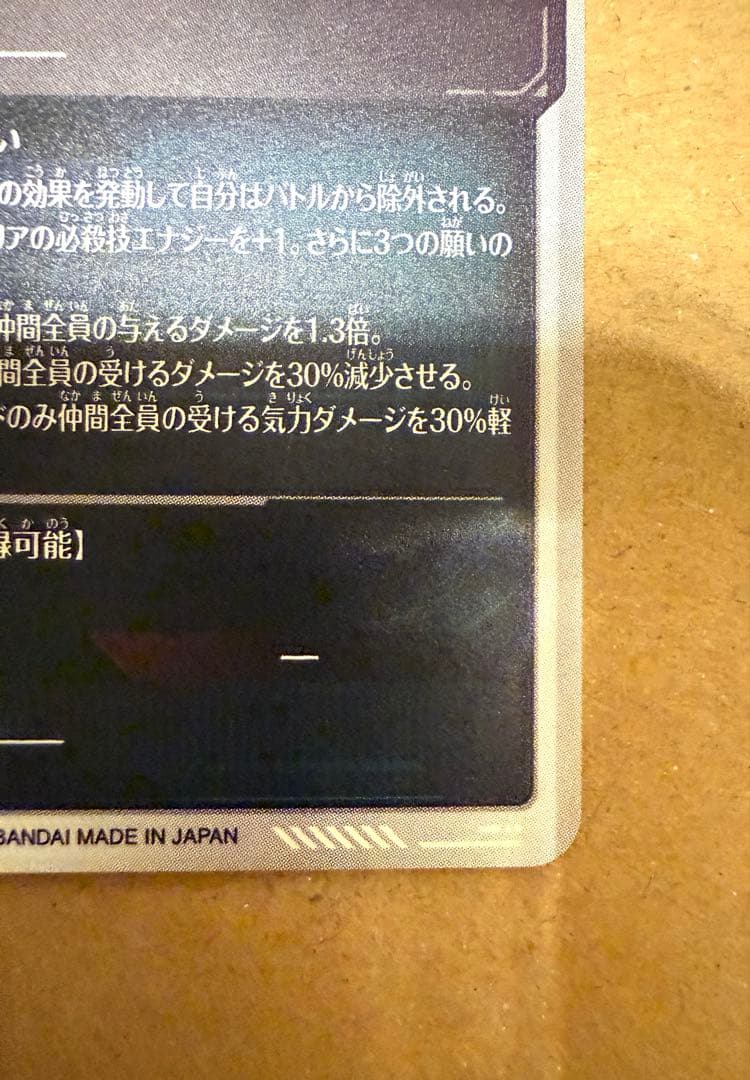 い
の効果を発動して自分はバトルから除外される。
リアの必殺技エナジーを+1。さらに3つの願いの
仲間全員の与えるダメージを1.3倍。
間全員の受けるダメージを30%減少させる。
ドのみ仲間全員の受ける気力ダメージを30%軽
録可能】
BANDAI MADE IN JAPAN